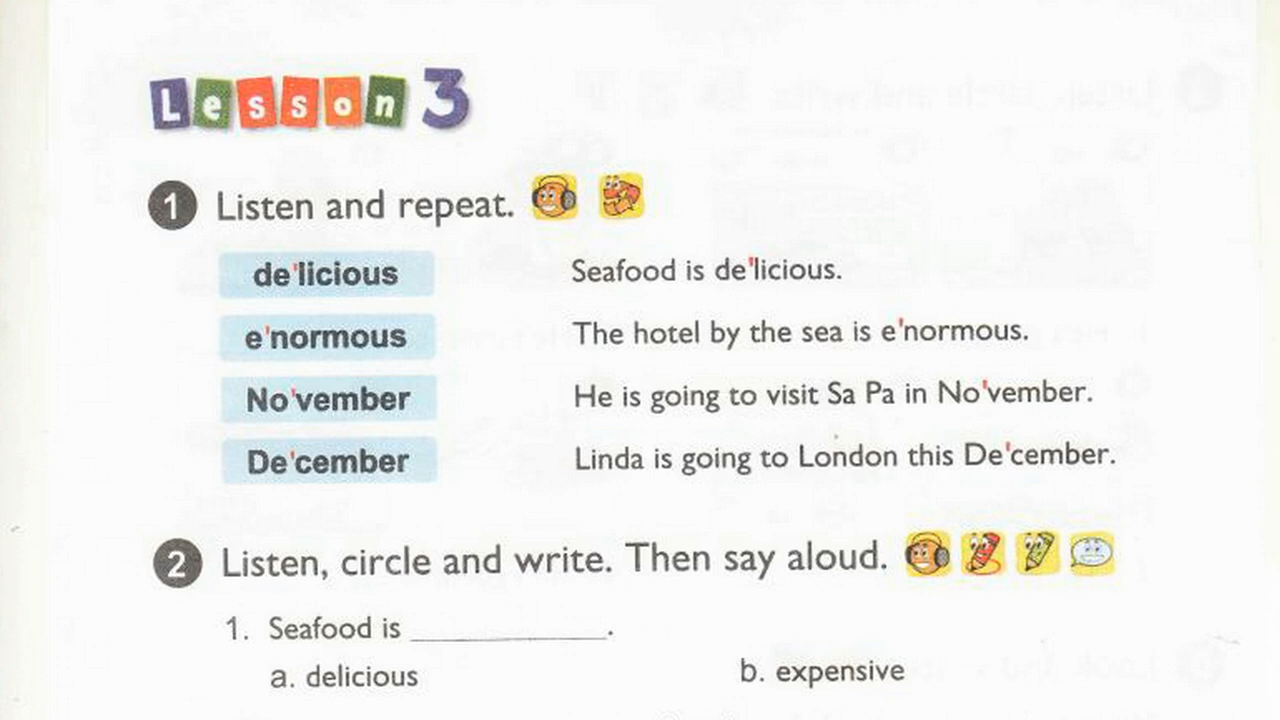 Lesson 3
1 Listen and repeat.
de'licious Seafood is de'licious.
e'normous The hotel by the sea is e'normous.
No'vember He is going to visit Sa Pa in No'vember.
De'cember Linda is going to London this De'cember.
2 Listen, circle and write. Then say aloud.
1. Seafood is ____________.
a. delicious b. expensive